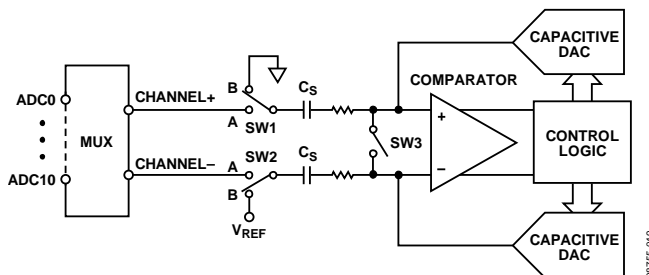 CAPACITIVE
DAC
COMPARATOR
B
CS
ADC0
CHANNEL+
A
SW1
+
MUX
SW3
CONTROL
LOGIC
CHANNEL–
A
SW2
CS
–
ADC10
B
VREF
CAPACITIVE
DAC